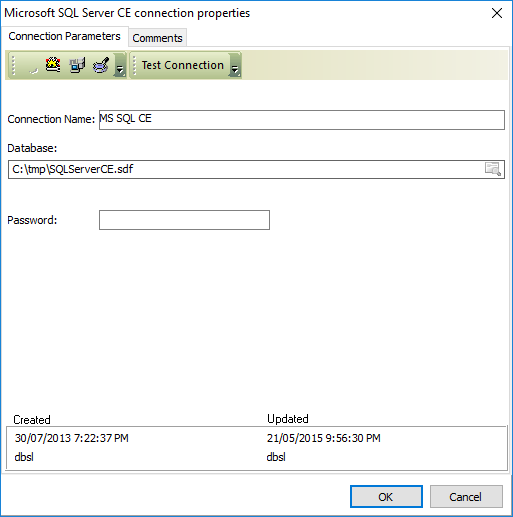 Microsoft SQL Server CE connection properties
Connection Parameters Comments
Test Connection
Connection Name: MS SQL CE
Database:
C:\tmp\SQLServerCE.sdf
Password:
Created Updated
30/07/2013 7:22:37 PM 21/05/2015 9:56:30 PM
dbsl dbsl
OK Cancel